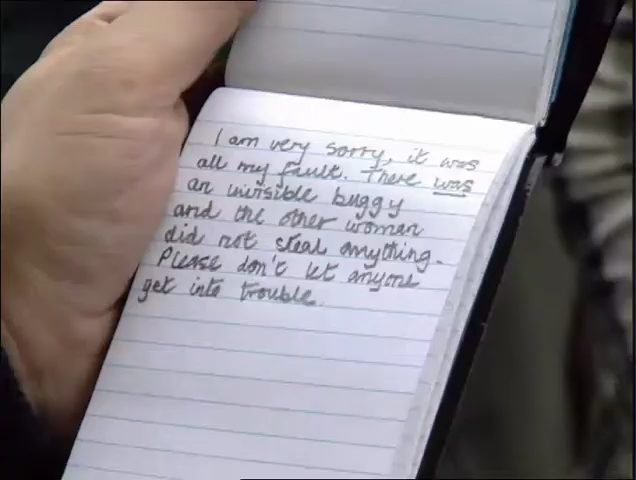 I am very sorry, it was
all my fault. There was
an invisible buggy
and the other woman
did not steal anything.
Please don't let anyone
get into trouble.